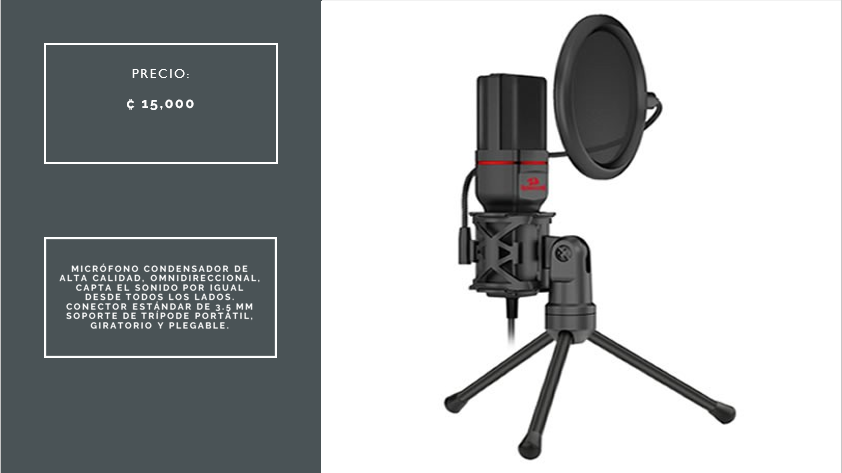 PRECIO:
₡ 15,000
MICRÓFONO CONDENSADOR DE
ALTA CALIDAD, OMNIDIRECCIONAL,
CAPTA EL SONIDO POR IGUAL
DESDE TODOS LOS LADOS.
CONECTOR ESTÁNDAR DE 3.5 MM
SOPORTE DE TRÍPODE PORTÁTIL,
GIRATORIO Y PLEGABLE.